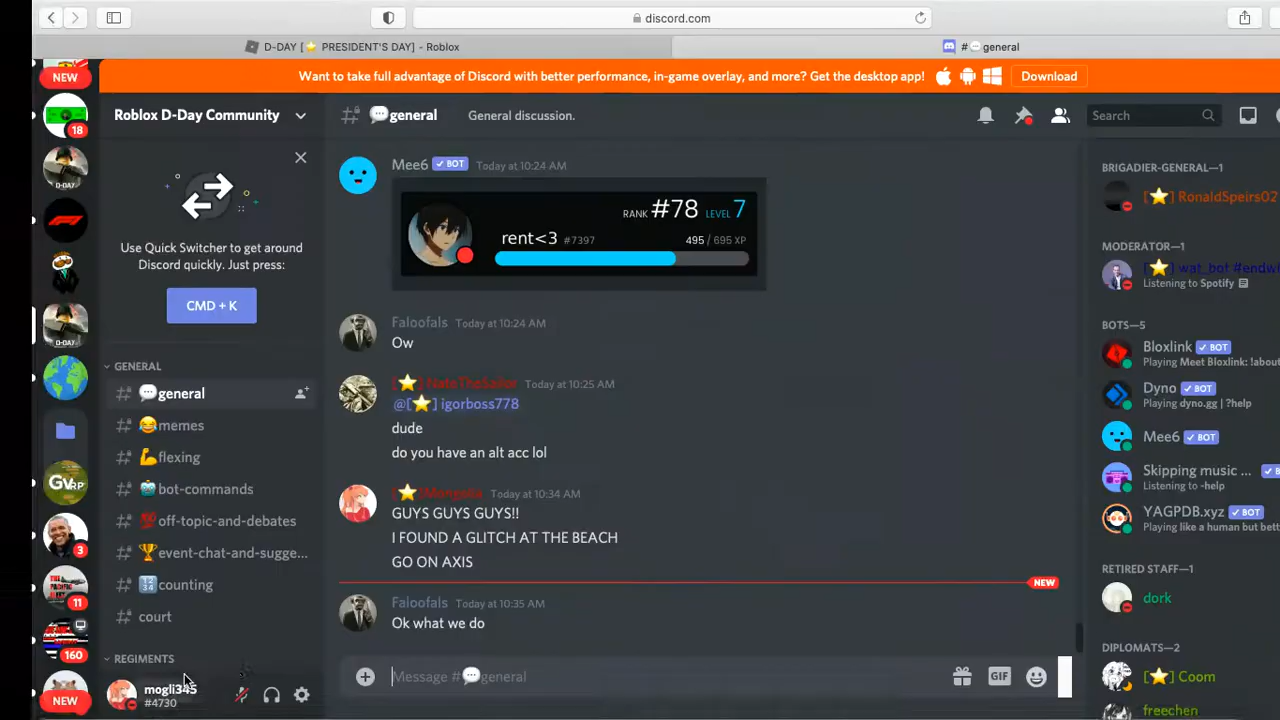 discord.com
D-DAY [⭐ PRESIDENT'S DAY] - Roblox
#💬general
NEW
Want to take full advantage of Discord with better performance, in-game overlay, and more? Get the desktop app!
Download
18
D-DAY
D-DAY
GVRP
3
11
160
NEW
Roblox D-Day Community
Use Quick Switcher to get around
Discord quickly. Just press:
CMD + K
GENERAL
# 💬general
# 😂memes
# 💪flexing
# 🤖bot-commands
# 💯off-topic-and-debates
# 🏆event-chat-and-sugge...
# 🔢counting
# court
REGIMENTS
mogli345
#4730
# 💬general
General discussion.
Search
Mee6 ✓ BOT Today at 10:24 AM
RANK #78 LEVEL 7
rent<3 #7397 495 / 695 XP
Faloofals Today at 10:24 AM
Ow
[⭐] NateTheSailor Today at 10:25 AM
@[⭐] igorboss778
dude
do you have an alt acc lol
[⭐] SMongolia Today at 10:34 AM
GUYS GUYS GUYS!!
I FOUND A GLITCH AT THE BEACH
GO ON AXIS
NEW
Faloofals Today at 10:35 AM
Ok what we do
Message #💬general
GIF
BRIGADIER-GENERAL—1
[⭐] RonaldSpeirs02
MODERATOR—1
[⭐] wat_bot
Listening to Spotify
BOTS—5
Bloxlink ✓ BOT
Playing Meet Bloxlink: !abou
Dyno ✓ BOT
Playing dyno.gg | ?help
Mee6 ✓ BOT
Skipping music ...
Listening to -help
YAGPDB.xyz ✓ BOT
Playing like a human but bett
RETIRED STAFF—1
dork
DIPLOMATS—2
[⭐] Coom
freechen